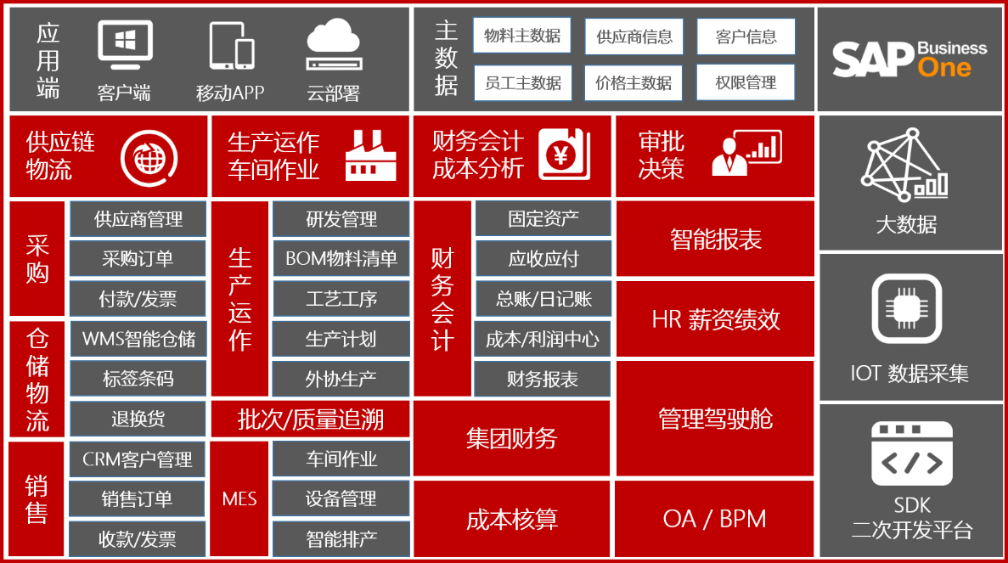 应用端
客户端
移动APP
云部署
主数据
物料主数据
供应商信息
客户信息
员工主数据
价格主数据
权限管理
SAP Business One
供应链
物流
生产运作
车间作业
财务会计
成本分析
¥
审批
决策
大数据
采购
供应商管理
采购订单
付款/发票
仓储物流
WMS智能仓储
标签条码
退换货
销售
CRM客户管理
销售订单
收款/发票
生产运作
研发管理
BOM物料清单
工艺工序
生产计划
外协生产
批次/质量追溯
MES
车间作业
设备管理
智能排产
财务会计
固定资产
应收应付
总账/日记账
成本/利润中心
财务报表
集团财务
成本核算
智能报表
HR 薪资绩效
管理驾驶舱
OA / BPM
IOT 数据采集
</>
SDK
二次开发平台